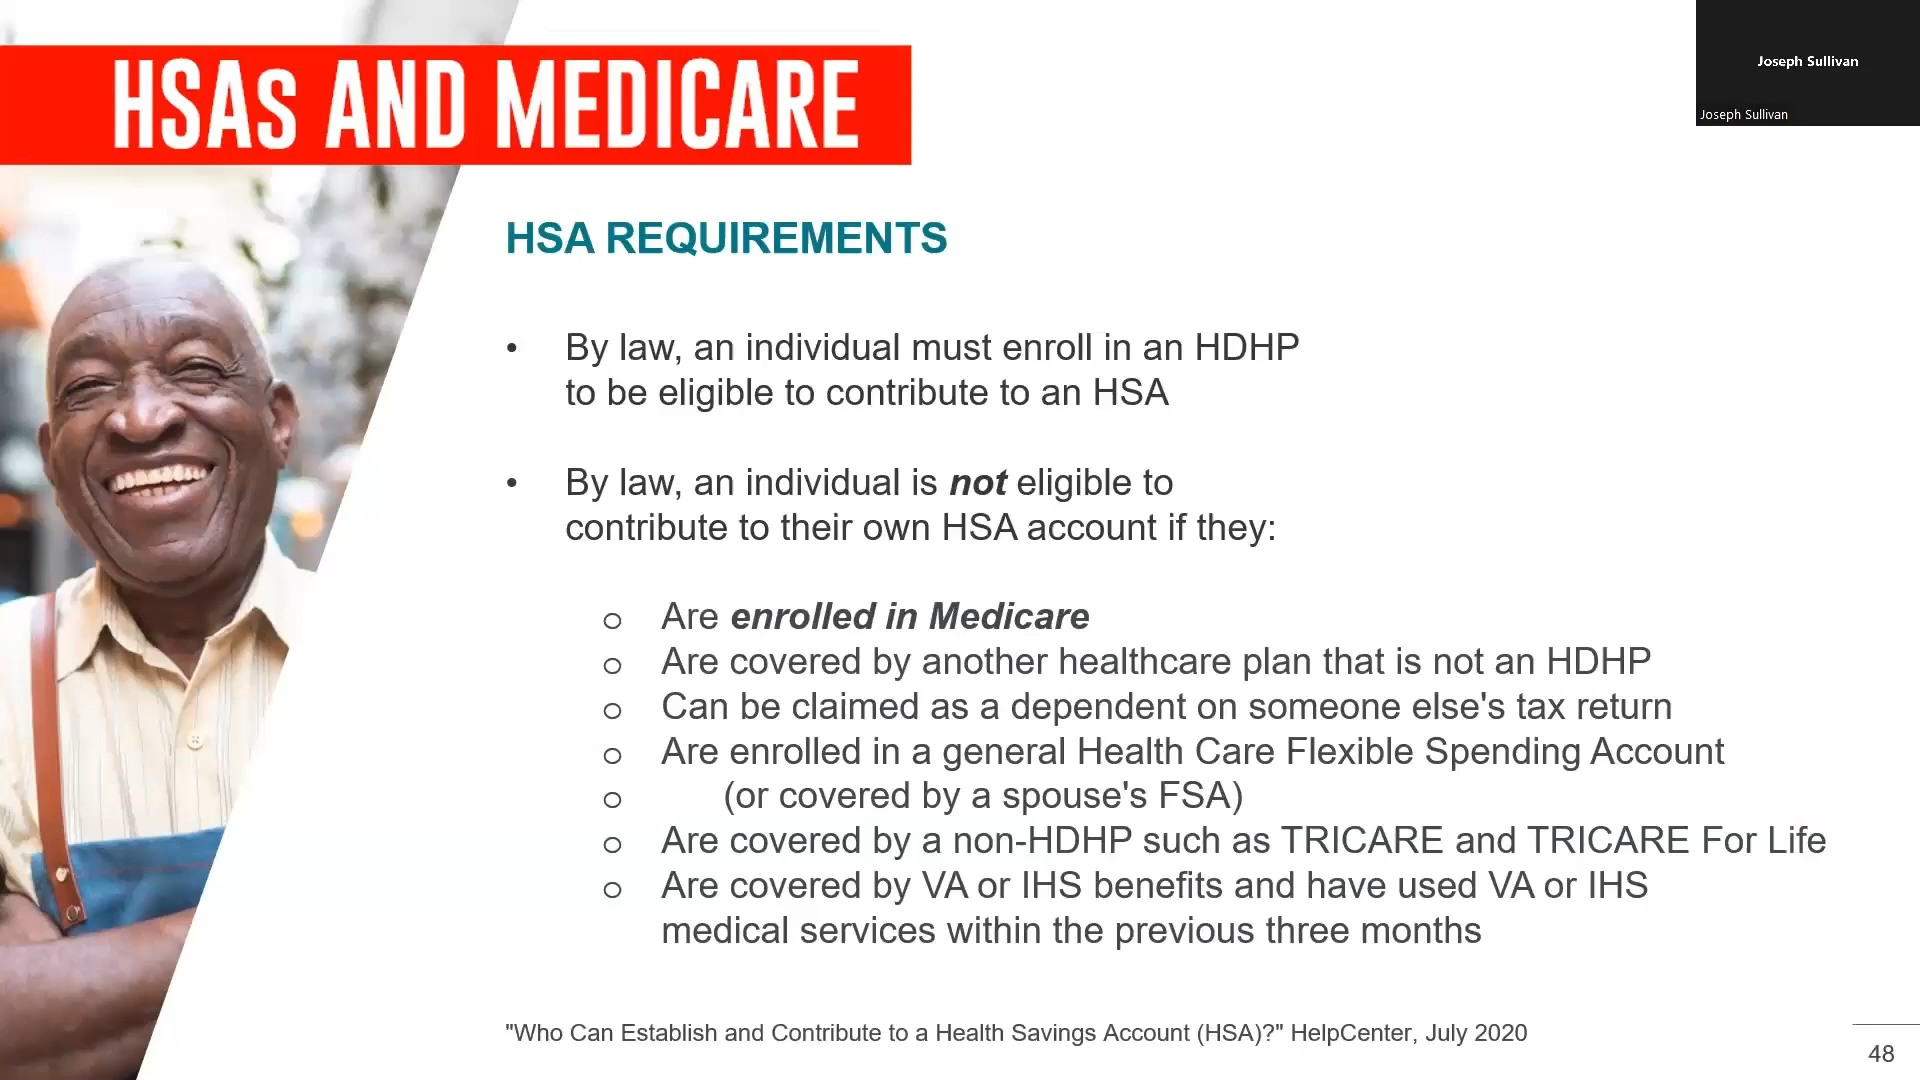 HSAs AND MEDICARE
Joseph Sullivan
Joseph Sullivan
HSA REQUIREMENTS
• By law, an individual must enroll in an HDHP
to be eligible to contribute to an HSA
• By law, an individual is not eligible to
contribute to their own HSA account if they:
o Are enrolled in Medicare
o Are covered by another healthcare plan that is not an HDHP
o Can be claimed as a dependent on someone else's tax return
o Are enrolled in a general Health Care Flexible Spending Account
o (or covered by a spouse's FSA)
o Are covered by a non-HDHP such as TRICARE and TRICARE For Life
o Are covered by VA or IHS benefits and have used VA or IHS
medical services within the previous three months
"Who Can Establish and Contribute to a Health Savings Account (HSA)?" HelpCenter, July 2020
48